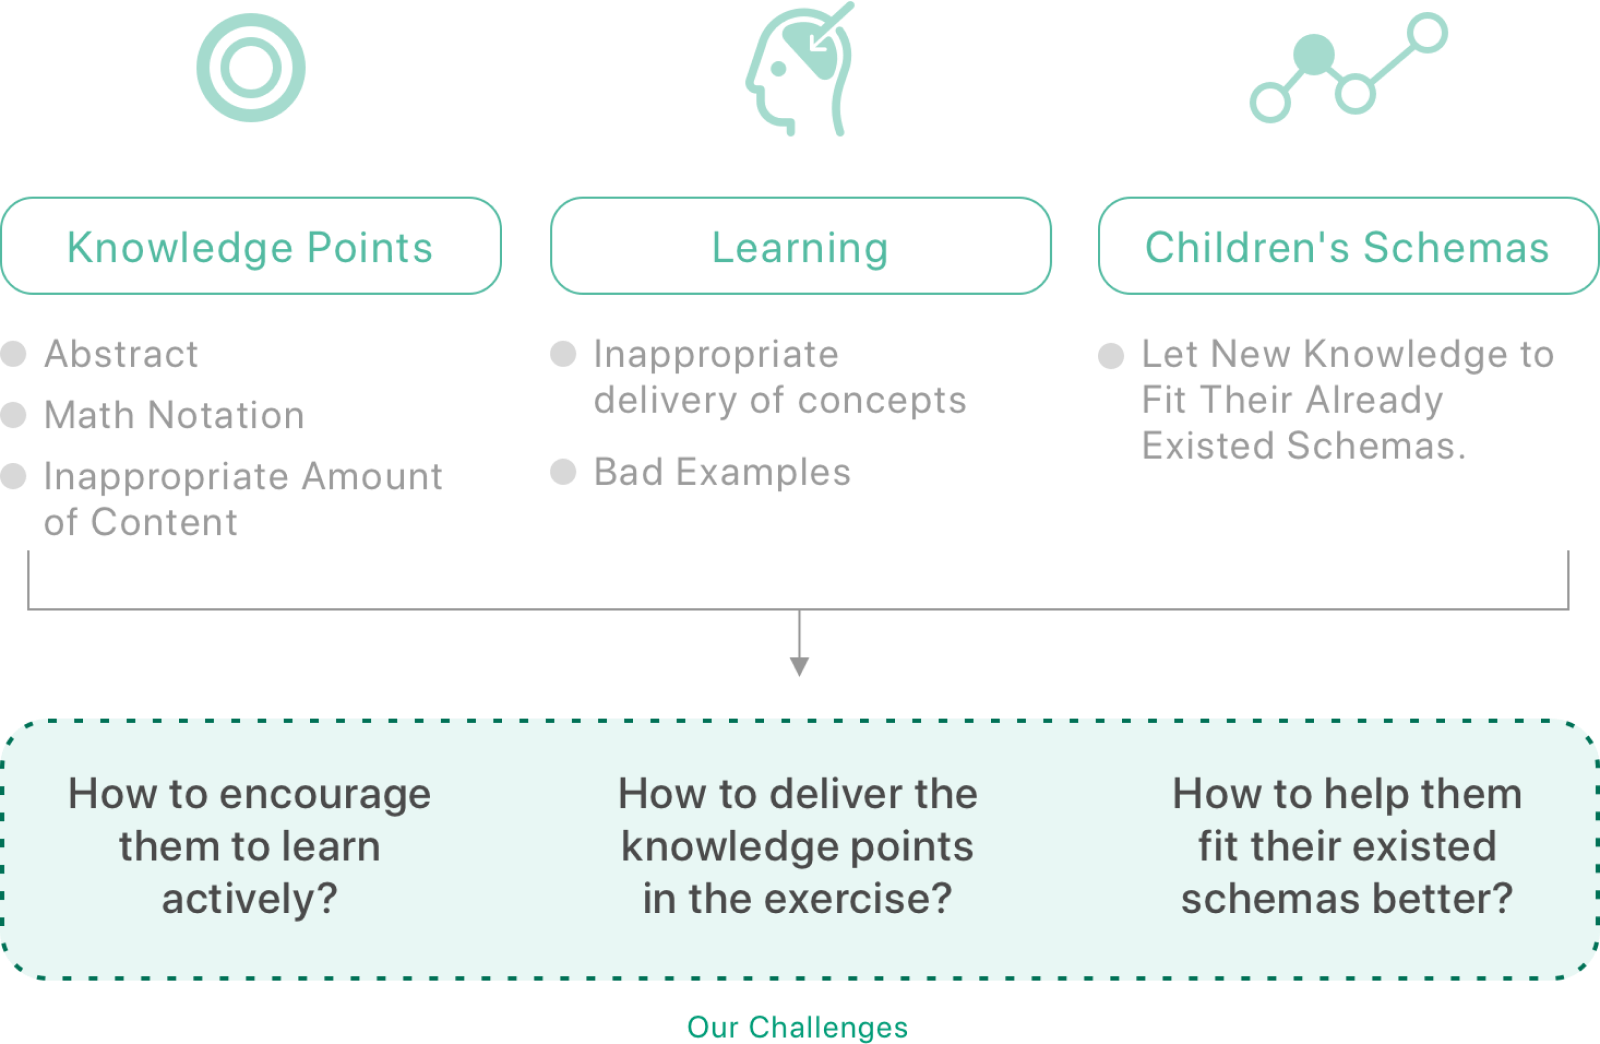 Knowledge Points
Abstract
Math Notation
Inappropriate Amount
of Content
Learning
Inappropriate
delivery of concepts
Bad Examples
Children's Schemas
Let New Knowledge to
Fit Their Already
Existed Schemas.
How to encourage
them to learn
actively?
How to deliver the
knowledge points
in the exercise?
How to help them
fit their existed
schemas better?
Our Challenges